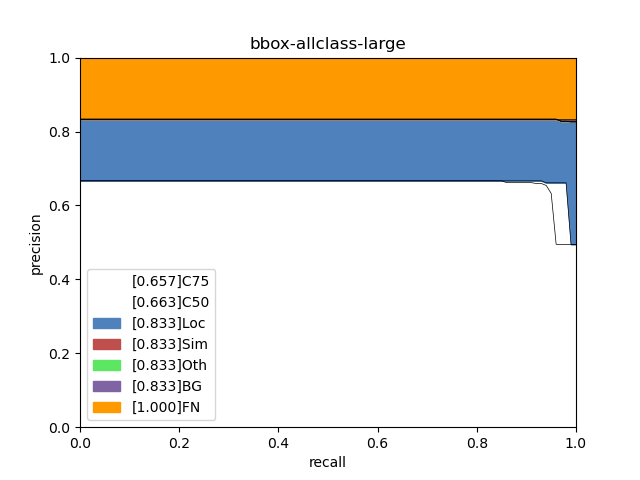 bbox-allclass-large
1.0
0.8
0.6
0.4
0.2
0.0
precision
[0.657]C75
[0.663]C50
[0.833]Loc
[0.833]Sim
[0.833]Oth
[0.833]BG
[1.000]FN
0.0 0.2 0.4 0.6 0.8 1.0
recall